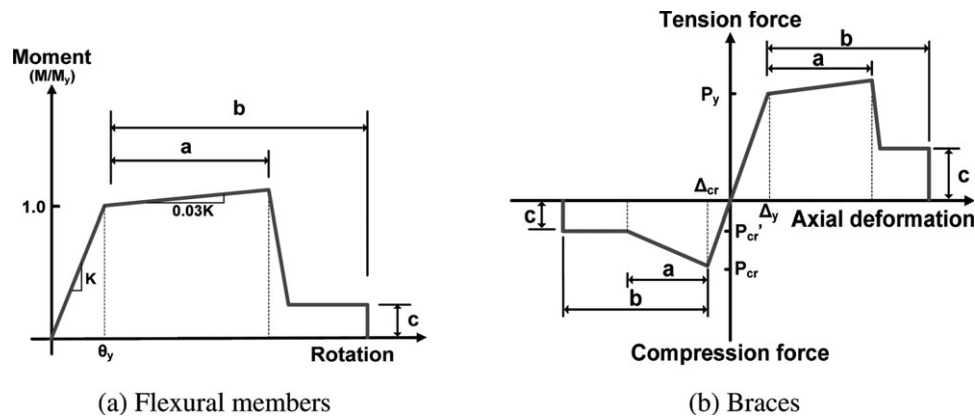 Moment
(M/My)
b
a
1.0
0.03K
K
c
θy
Rotation
(a) Flexural members
Tension force
b
a
Py
c
Δcr
Δy
Axial deformation
c
Pcr'
Pcr
a
b
Compression force
(b) Braces